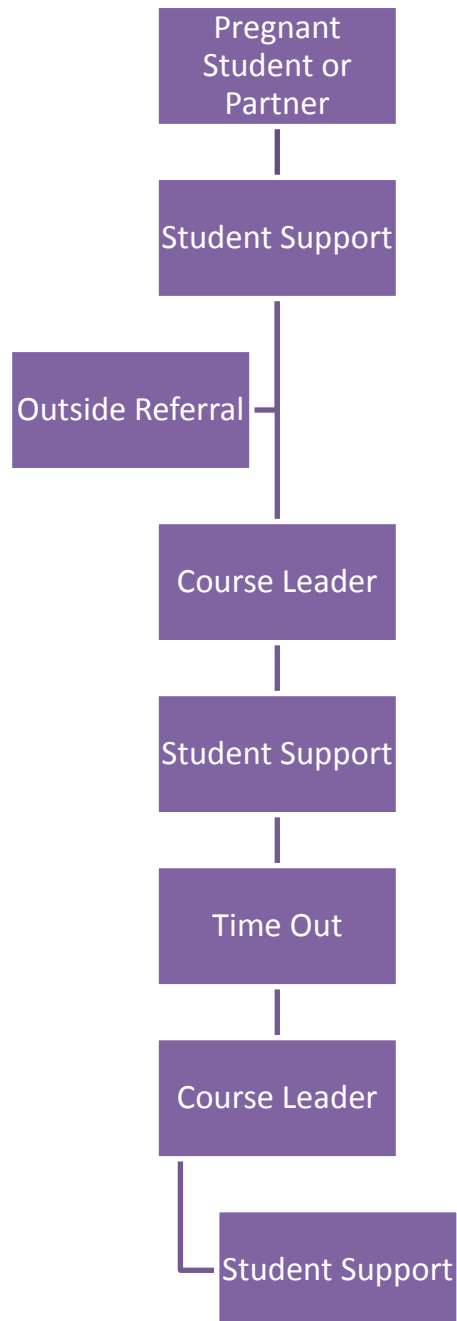 Pregnant
Student or
Partner
Student Support
Outside Referral
Course Leader
Student Support
Time Out
Course Leader
Student Support